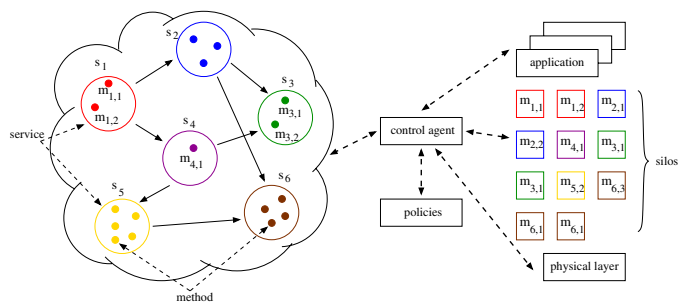 s1
s2
s3
s4
s5
s6
m1,1
m1,2
m3,1
m3,2
m4,1
service
method
control agent
policies
application
m1,1 m1,2 m2,1
m2,2 m4,1 m3,1
m3,1 m5,2 m6,3
m6,1 m6,1
silos
physical layer